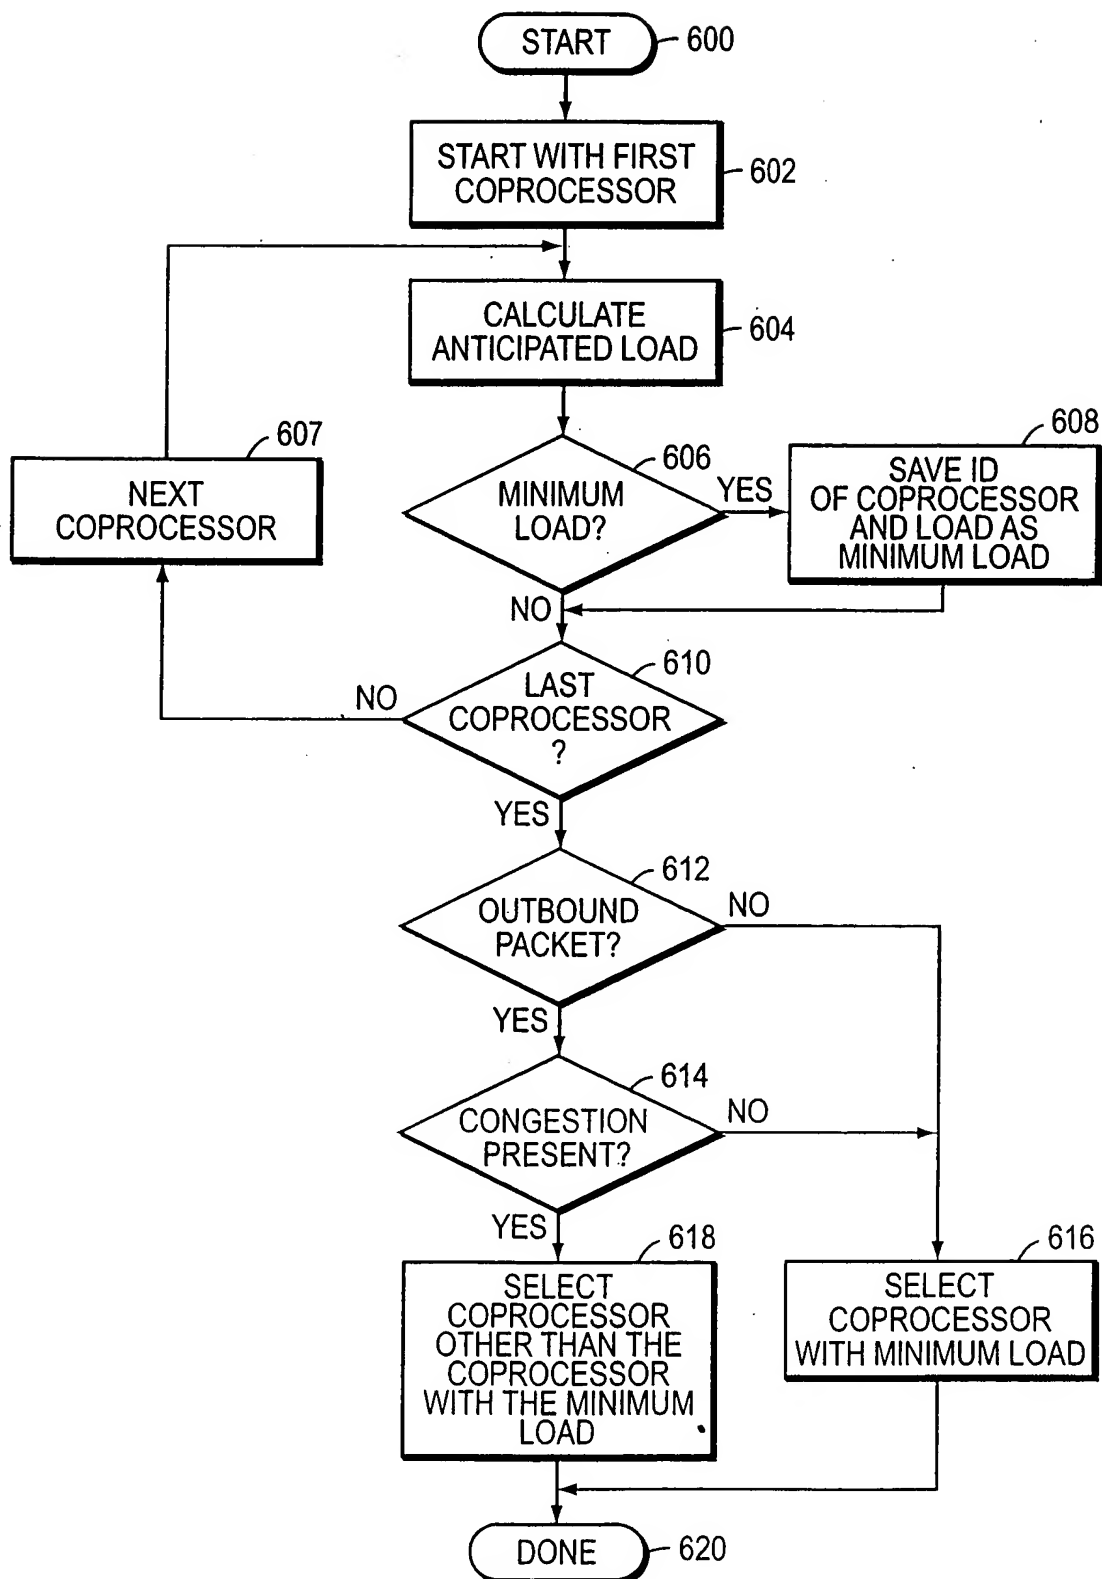 START
600
START WITH FIRST
COPROCESSOR
602
CALCULATE
ANTICIPATED LOAD
604
607
NEXT
COPROCESSOR
606
MINIMUM
LOAD?
YES
608
SAVE ID
OF COPROCESSOR
AND LOAD AS
MINIMUM LOAD
NO
610
LAST
COPROCESSOR
?
NO
YES
612
OUTBOUND
PACKET?
NO
YES
614
CONGESTION
PRESENT?
NO
YES
618
SELECT
COPROCESSOR
OTHER THAN THE
COPROCESSOR
WITH THE MINIMUM
LOAD
616
SELECT
COPROCESSOR
WITH MINIMUM LOAD
DONE
620